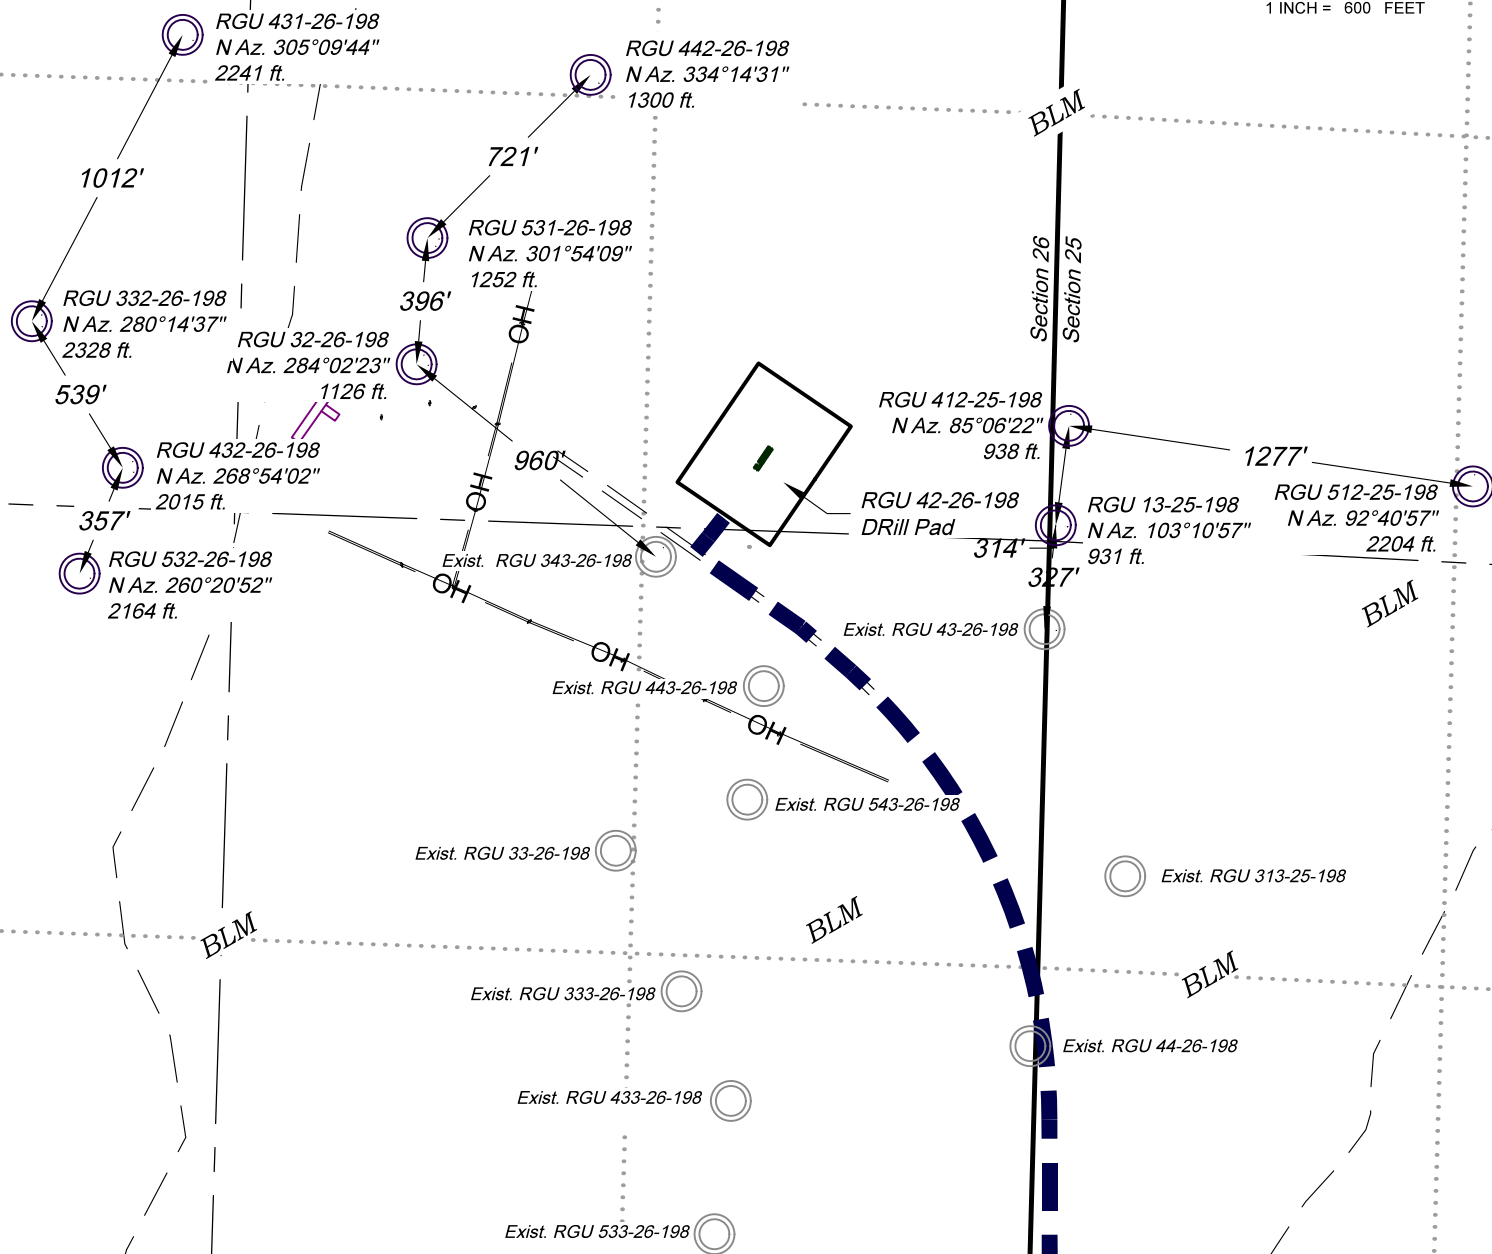 1 INCH = 600 FEET
RGU 431-26-198
N Az. 305°09'44"
2241 ft.
RGU 442-26-198
N Az. 334°14'31"
1300 ft.
BLM
721'
1012'
RGU 531-26-198
N Az. 301°54'09"
1252 ft.
Section 26
Section 25
396'
RGU 332-26-198
N Az. 280°14'37"
2328 ft.
OH
RGU 32-26-198
N Az. 284°02'23"
1126 ft.
539'
RGU 412-25-198
N Az. 85°06'22"
938 ft.
RGU 432-26-198
N Az. 268°54'02"
2015 ft.
960'
1277'
OH
RGU 42-26-198
DRill Pad
RGU 13-25-198
N Az. 103°10'57"
931 ft.
RGU 512-25-198
N Az. 92°40'57"
2204 ft.
357'
314'
327'
RGU 532-26-198
N Az. 260°20'52"
2164 ft.
Exist. RGU 343-26-198
OH
BLM
Exist. RGU 43-26-198
OH
Exist. RGU 443-26-198
OH
Exist. RGU 543-26-198
Exist. RGU 33-26-198
Exist. RGU 313-25-198
BLM
BLM
BLM
Exist. RGU 333-26-198
Exist. RGU 44-26-198
Exist. RGU 433-26-198
Exist. RGU 533-26-198